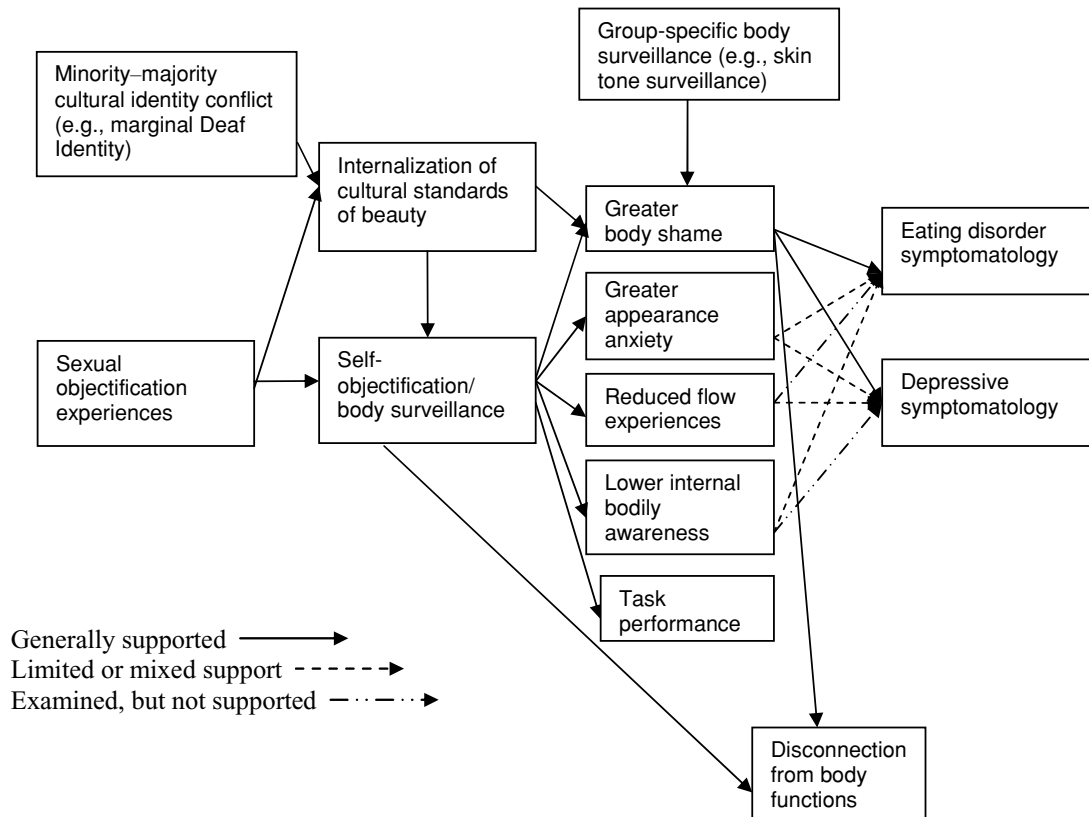 Group-specific body
surveillance (e.g., skin
tone surveillance)
Minority–majority
cultural identity conflict
(e.g., marginal Deaf
Identity)
Internalization of
cultural standards
of beauty
Greater
body shame
Eating disorder
symptomatology
Greater
appearance
anxiety
Sexual
objectification
experiences
Self-
objectification/
body surveillance
Reduced flow
experiences
Depressive
symptomatology
Lower internal
bodily
awareness
Task
performance
Generally supported
Limited or mixed support
Examined, but not supported
Disconnection
from body
functions